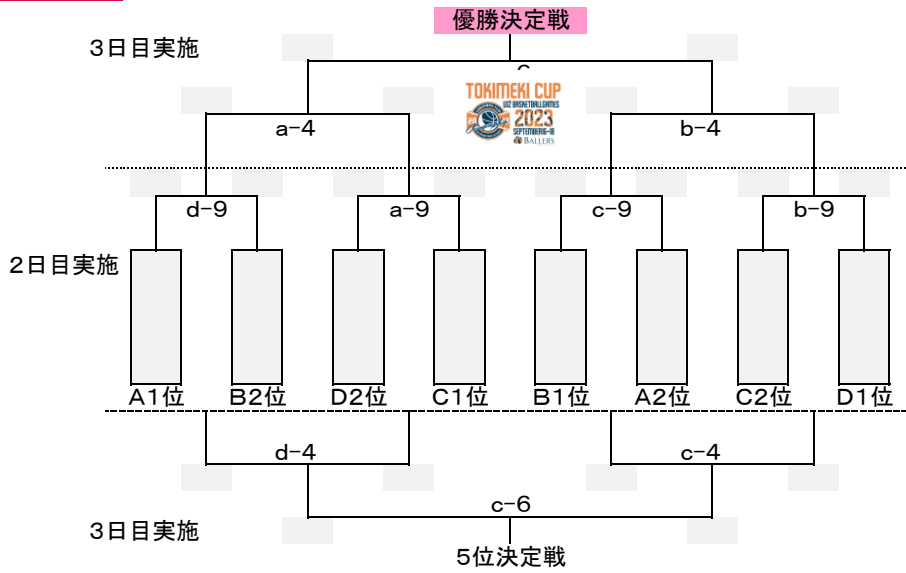 優勝決定戦
3日目実施
TOKIMEKI CUP
U12 BASKETBALLGAMES
2023
BALLERS
a-4
b-4
d-9
a-9
c-9
b-9
2日目実施
A1位
B2位
D2位
C1位
B1位
A2位
C2位
D1位
d-4
c-4
c-6
3日目実施
5位決定戦